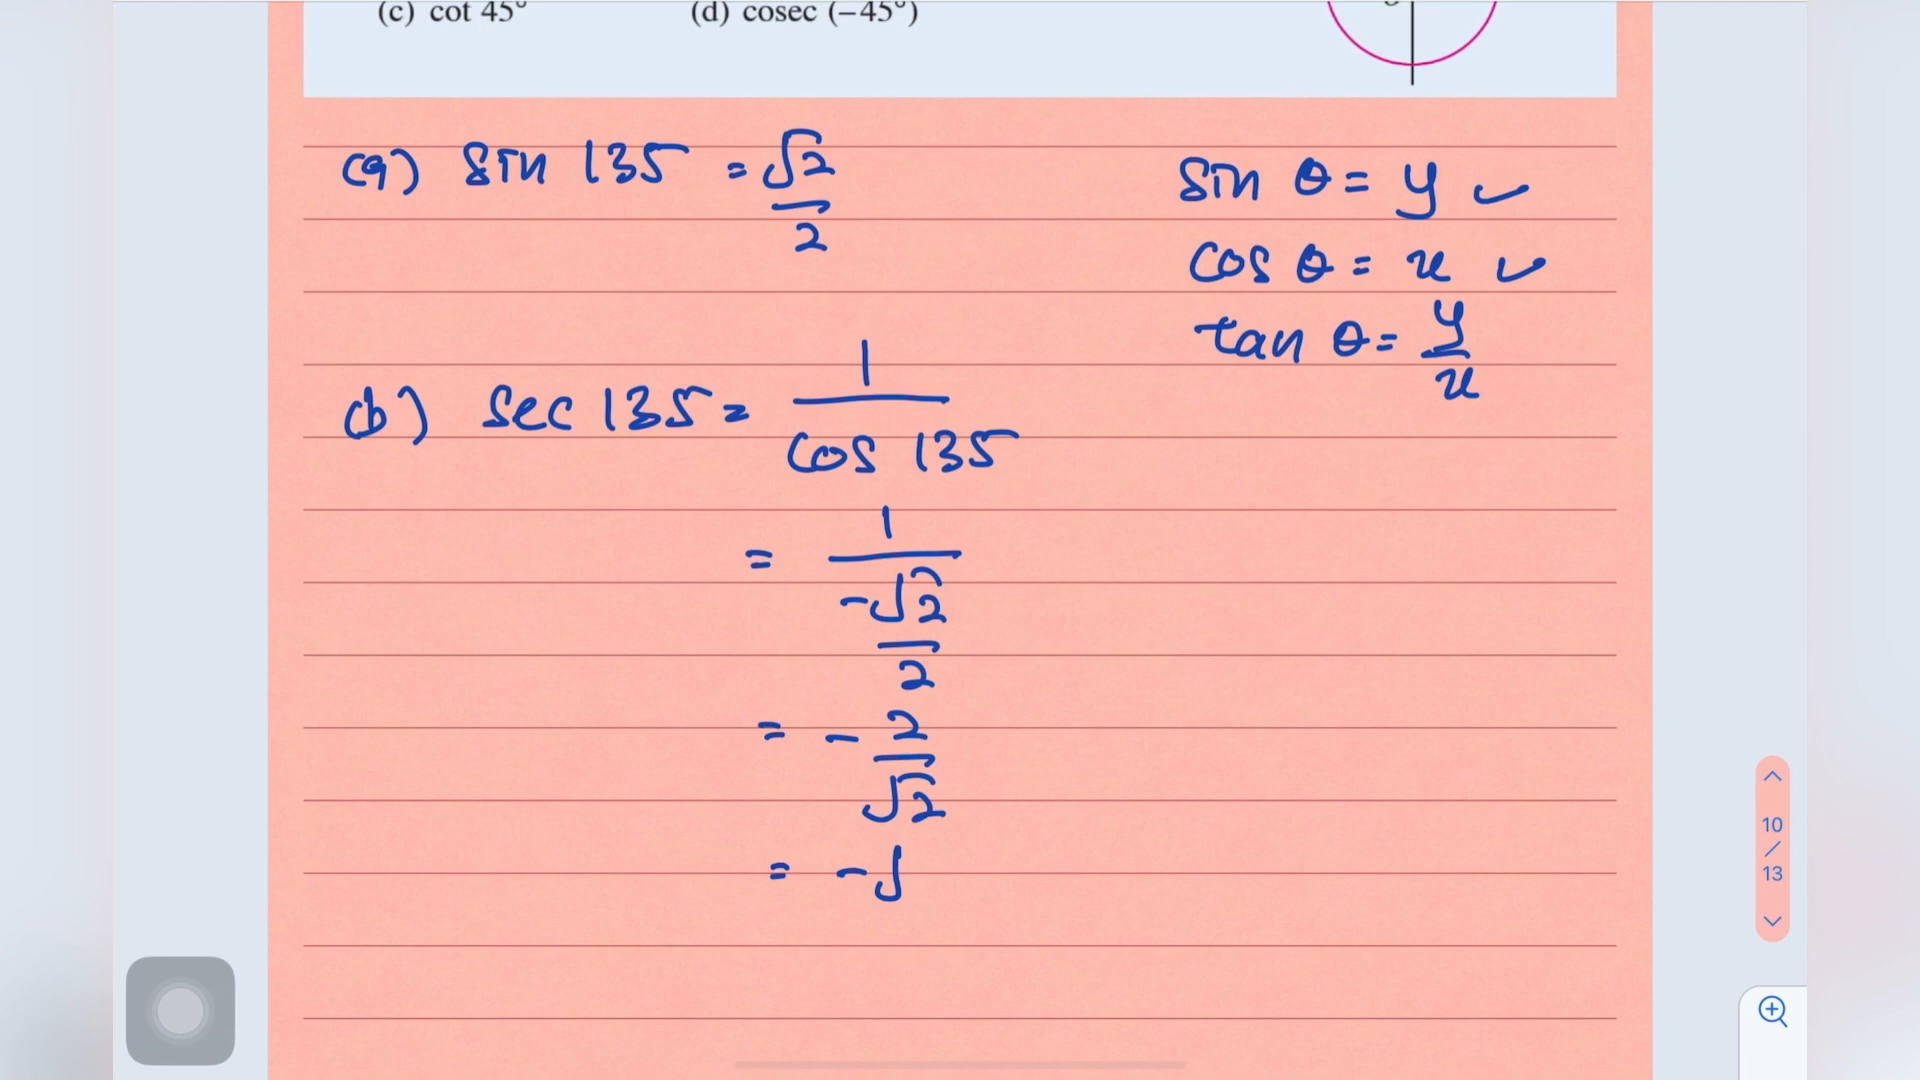 (c) cot 45° (d) cosec (−45°)
(a) sin 135 = √2/2
sin θ = y ✓
cos θ = x ✓
tan θ = y/x
(b) sec 135 = 1/cos 135
= 1/(-√2/2)
= - 2/√2
= -√
10
/
13